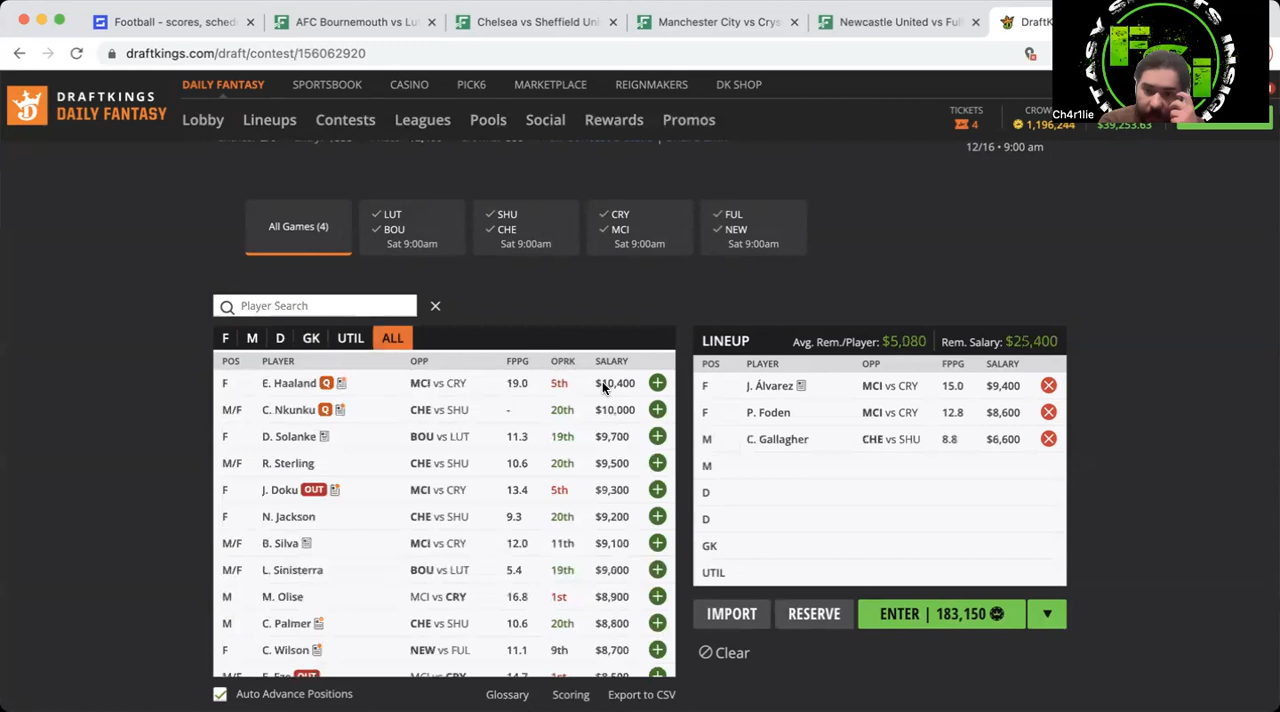 Football - scores, sched
AFC Bournemouth vs Lu
Chelsea vs Sheffield Uni
Manchester City vs Crys
Newcastle United vs Full
DraftK
draftkings.com/draft/contest/156062920
DRAFTKINGS
DAILY FANTASY
DAILY FANTASY SPORTSBOOK CASINO PICK6 MARKETPLACE REIGNMAKERS DK SHOP
Lobby Lineups Contests Leagues Pools Social Rewards Promos
TICKETS
4
CROW
1,196,244
$39,253.63
Ch4r1lie
12/16 • 9:00 am
All Games (4)
LUT
BOU
Sat 9:00am
SHU
CHE
Sat 9:00am
CRY
MCI
Sat 9:00am
FUL
NEW
Sat 9:00am
Player Search
F M D GK UTIL ALL
POS PLAYER OPP FPPG OPRK SALARY
F E. Haaland Q MCI vs CRY 19.0 5th $10,400
M/F C. Nkunku Q CHE vs SHU - 20th $10,000
F D. Solanke BOU vs LUT 11.3 19th $9,700
M/F R. Sterling CHE vs SHU 10.6 20th $9,500
F J. Doku OUT MCI vs CRY 13.4 5th $9,300
F N. Jackson CHE vs SHU 9.3 20th $9,200
M/F B. Silva MCI vs CRY 12.0 11th $9,100
M/F L. Sinisterra BOU vs LUT 5.4 19th $9,000
M M. Olise MCI vs CRY 16.8 1st $8,900
M C. Palmer CHE vs SHU 10.6 20th $8,800
F C. Wilson NEW vs FUL 11.1 9th $8,700
Auto Advance Positions
Glossary Scoring Export to CSV
LINEUP Avg. Rem./Player: $5,080 Rem. Salary: $25,400
POS PLAYER OPP FPPG SALARY
F J. Álvarez MCI vs CRY 15.0 $9,400
F P. Foden MCI vs CRY 12.8 $8,600
M C. Gallagher CHE vs SHU 8.8 $6,600
M
D
D
GK
UTIL
IMPORT RESERVE ENTER | 183,150
Clear